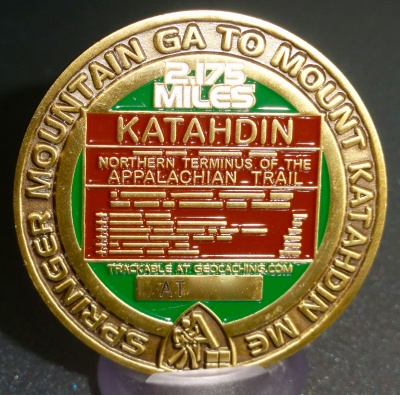 SPRINGER MOUNTAIN GA TO MOUNT KATAHDIN ME
2,175
MILES
KATAHDIN
NORTHERN TERMINUS OF THE
APPALACHIAN TRAIL
TRACKABLE AT GEOCACHING.COM
AT